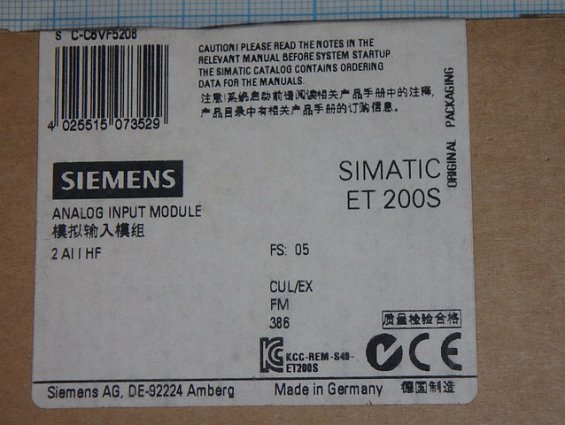 S C-C6VF5208
4 025515 073529
CAUTION! PLEASE READ THE NOTES IN THE
RELEVANT MANUAL BEFORE SYSTEM STARTUP.
THE SIMATIC CATALOG CONTAINS ORDERING
DATA FOR THE MANUALS.
注意!系统启动前请阅读相关产品手册中的注释,
产品目录中有相关产品手册的订购信息。
ORIGINAL PACKAGING
SIEMENS
SIMATIC
ET 200S
ANALOG INPUT MODULE
模拟输入模组
2 AI I HF
FS: 05
CUL/EX
FM
386
质量检验合格
KCC-REM-S49-
ET200S
CE
Siemens AG, DE-92224 Amberg
Made in Germany
德国制造